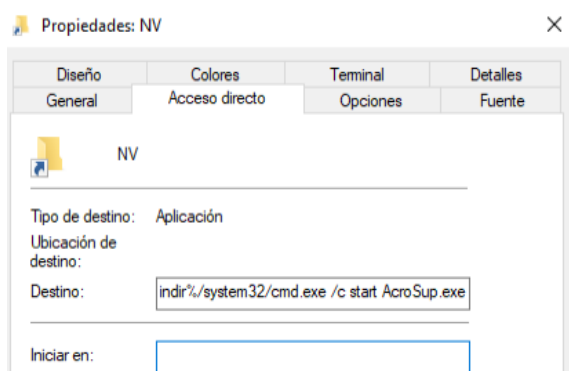 Propiedades: NV
Diseño Colores Terminal Detalles
General Acceso directo Opciones Fuente
NV
Tipo de destino: Aplicación
Ubicación de
destino:
Destino: indir%/system32/cmd.exe /c start AcroSup.exe
Iniciar en: